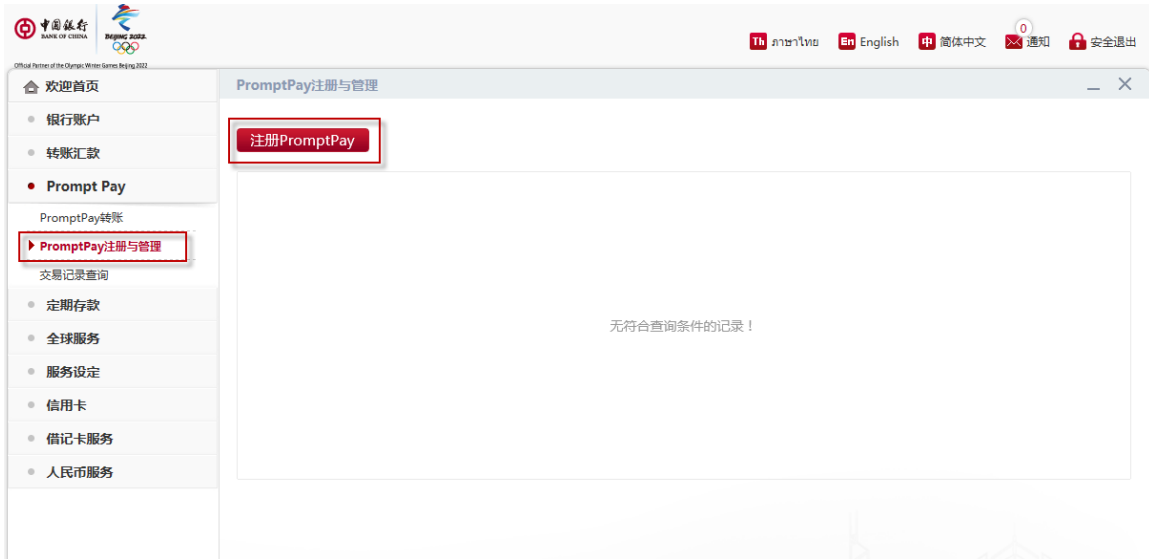 中国银行
BANK OF CHINA
BEIJING 2022
Official Partner of the Olympic Winter Games Beijing 2022
Th ภาษาไทย
En English
中 简体中文
0
通知
安全退出
欢迎首页
银行账户
转账汇款
Prompt Pay
PromptPay转账
PromptPay注册与管理
交易记录查询
定期存款
全球服务
服务设定
信用卡
借记卡服务
人民币服务
PromptPay注册与管理
注册PromptPay
无符合查询条件的记录！